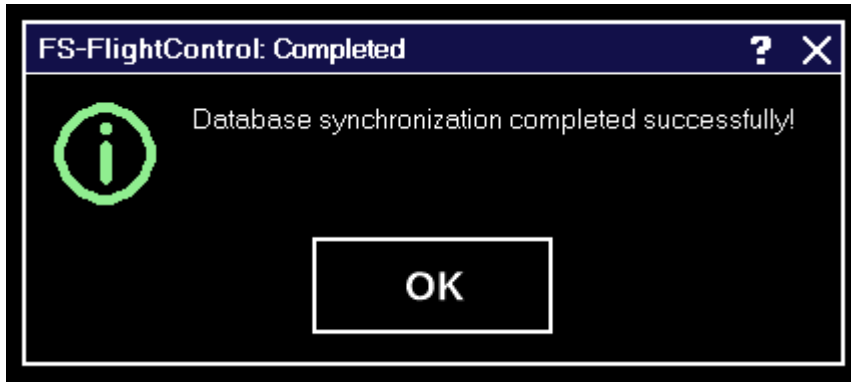 FS-FlightControl: Completed ?
Database synchronization completed successfully!
OK